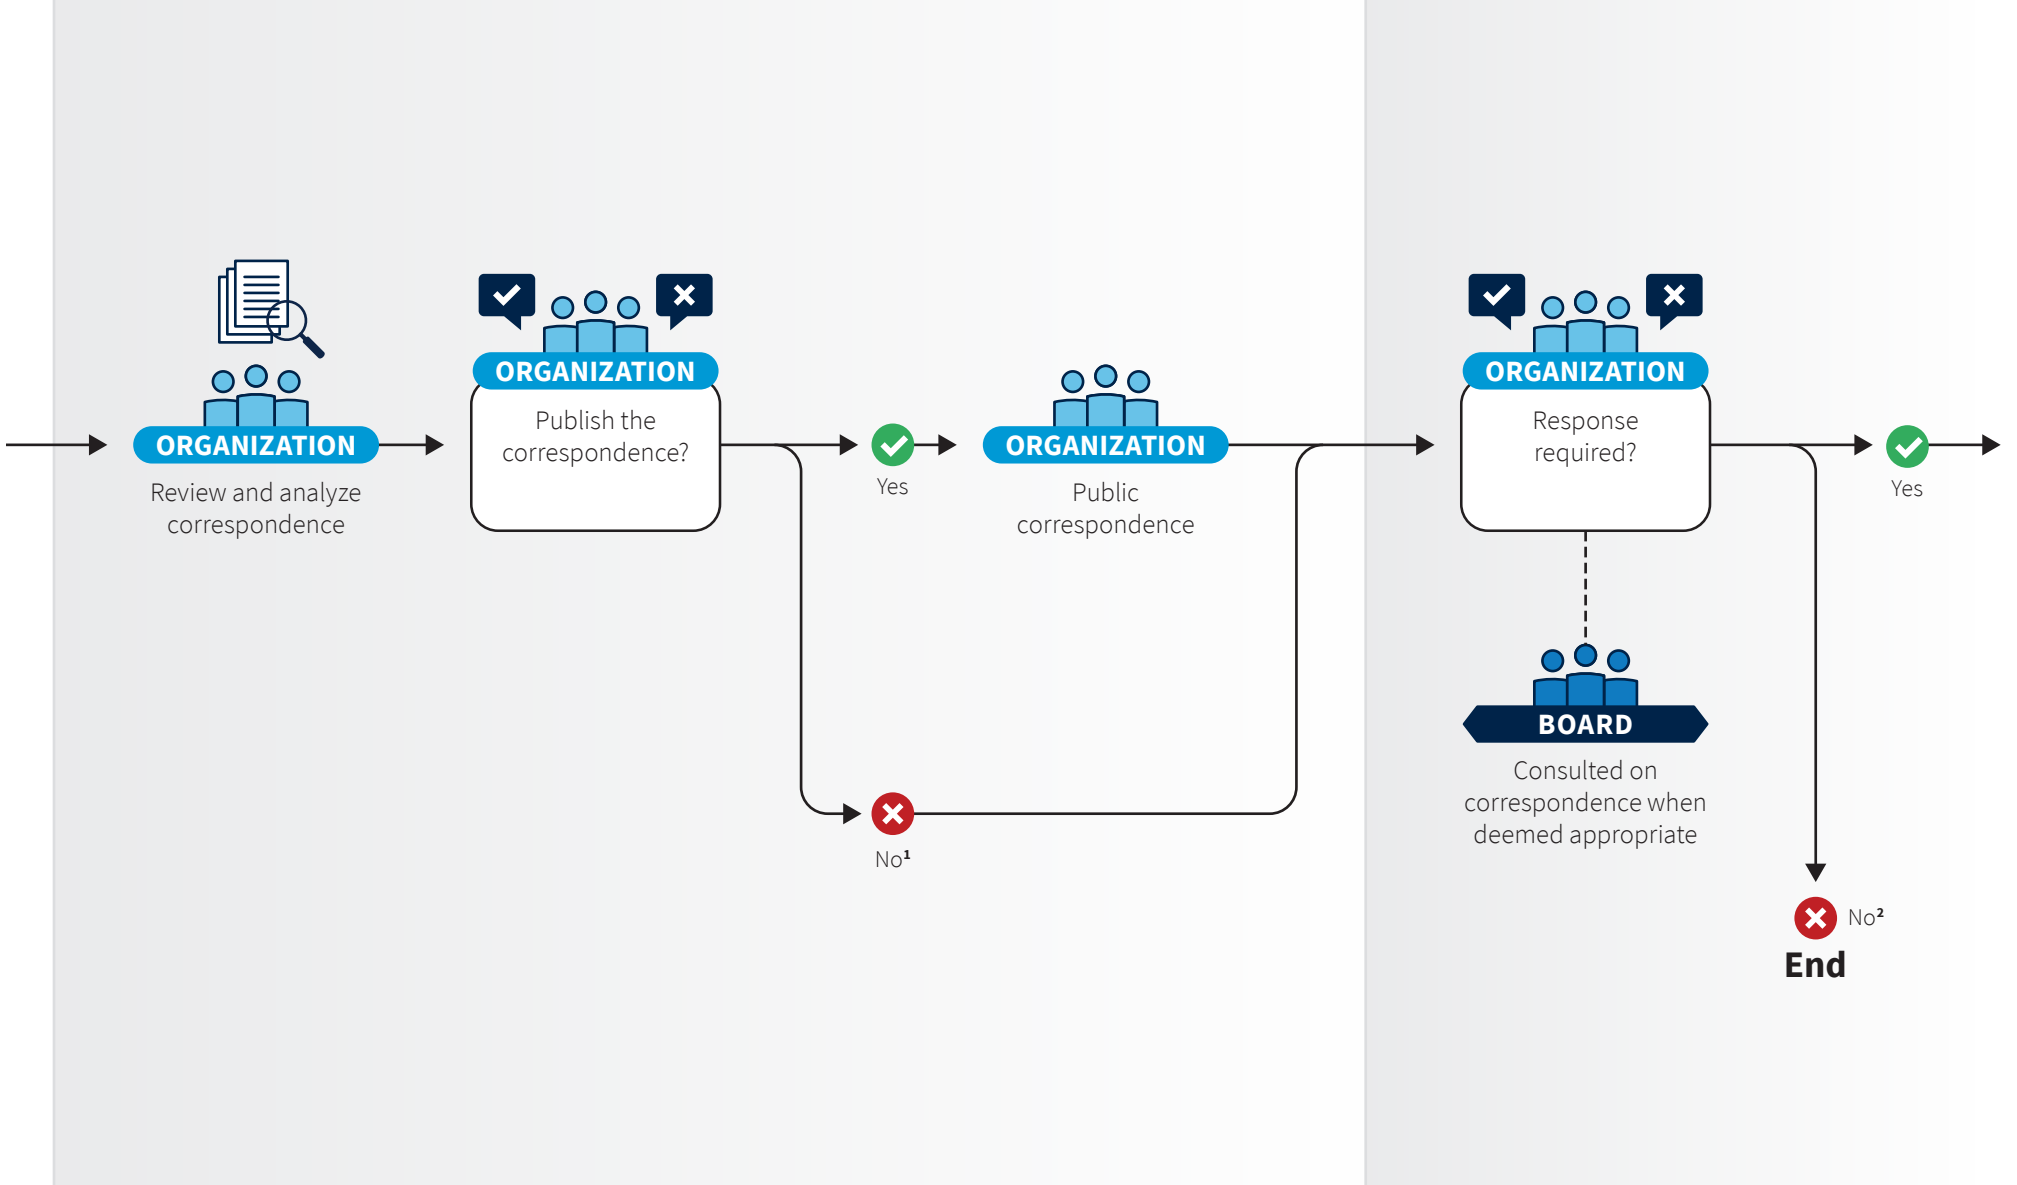 ORGANIZATION
Review and analyze
correspondence
ORGANIZATION
Publish the
correspondence?
Yes
No¹
ORGANIZATION
Public
correspondence
ORGANIZATION
Response
required?
BOARD
Consulted on
correspondence when
deemed appropriate
Yes
No²
End